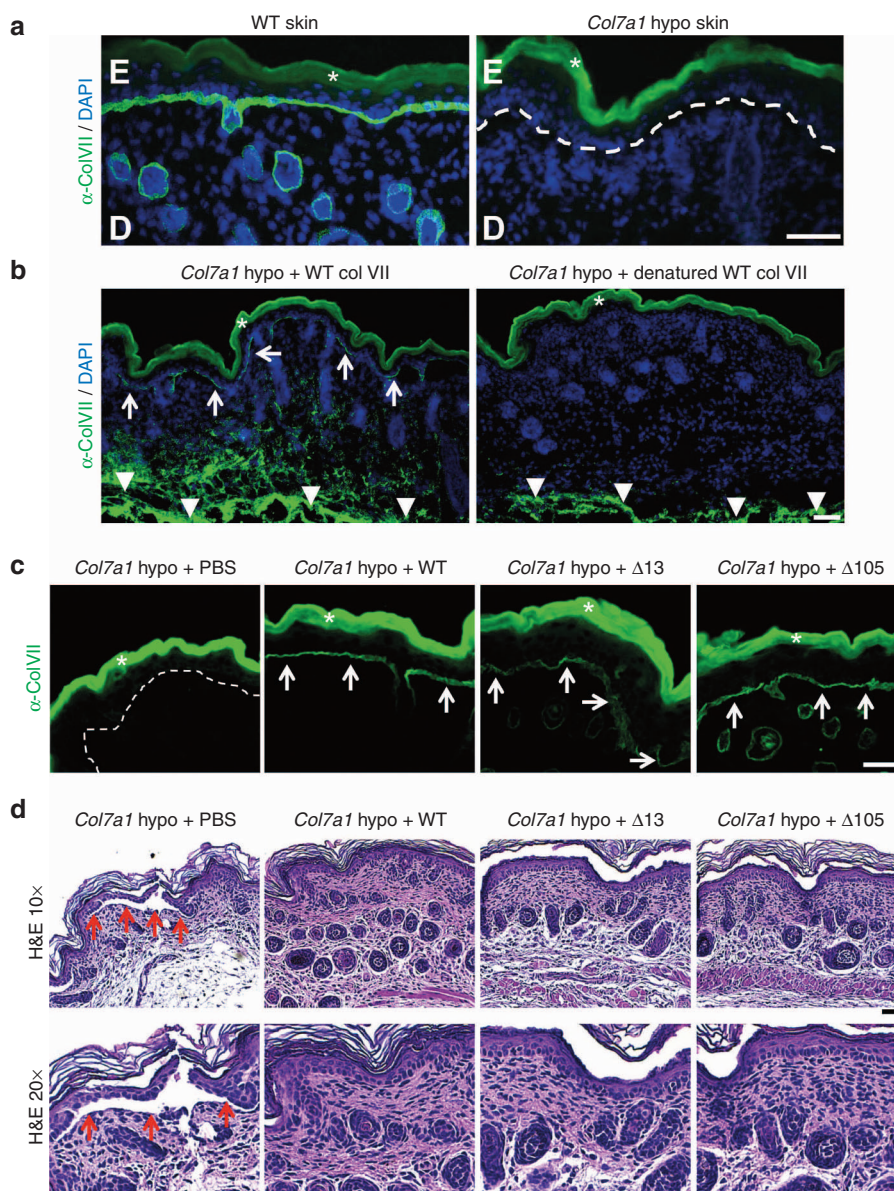 a
WT skin
Col7a1 hypo skin
α-ColVII / DAPI
E
*
D
E
*
D
b
Col7a1 hypo + WT col VII
Col7a1 hypo + denatured WT col VII
α-ColVII / DAPI
*
*
c
Col7a1 hypo + PBS
Col7a1 hypo + WT
Col7a1 hypo + Δ13
Col7a1 hypo + Δ105
α-ColVII
*
*
*
*
d
Col7a1 hypo + PBS
Col7a1 hypo + WT
Col7a1 hypo + Δ13
Col7a1 hypo + Δ105
H&E 10×
H&E 20×